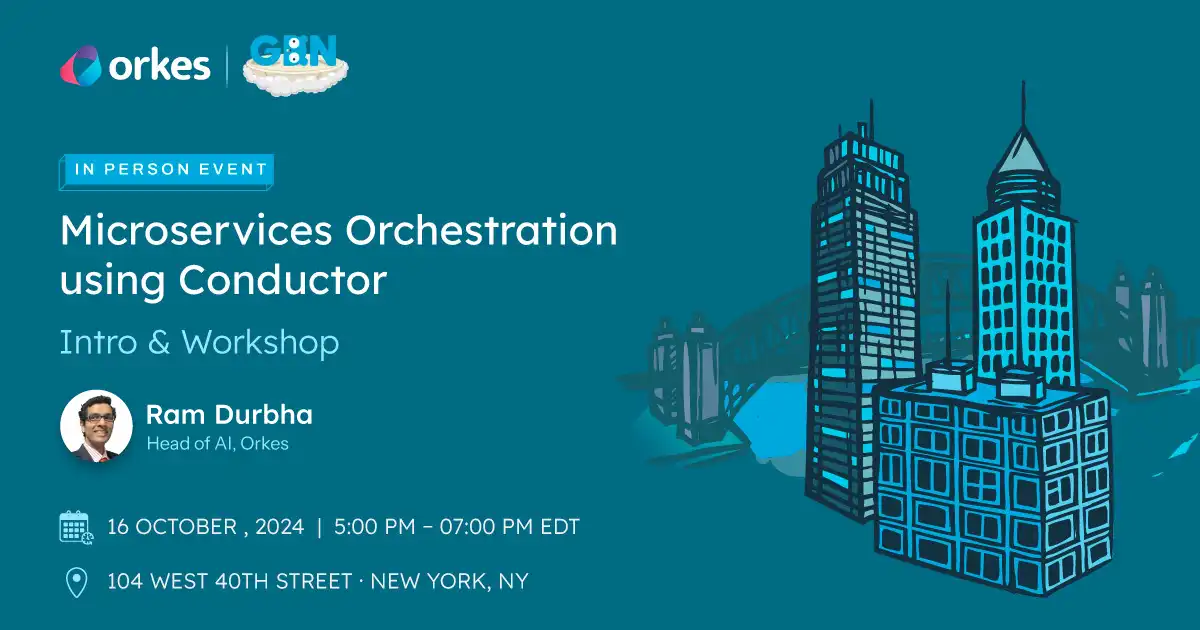 orkes
GBN
IN PERSON EVENT
Microservices Orchestration
using Conductor
Intro & Workshop
Ram Durbha
Head of AI, Orkes
16 OCTOBER , 2024 | 5:00 PM – 07:00 PM EDT
104 WEST 40TH STREET · NEW YORK, NY